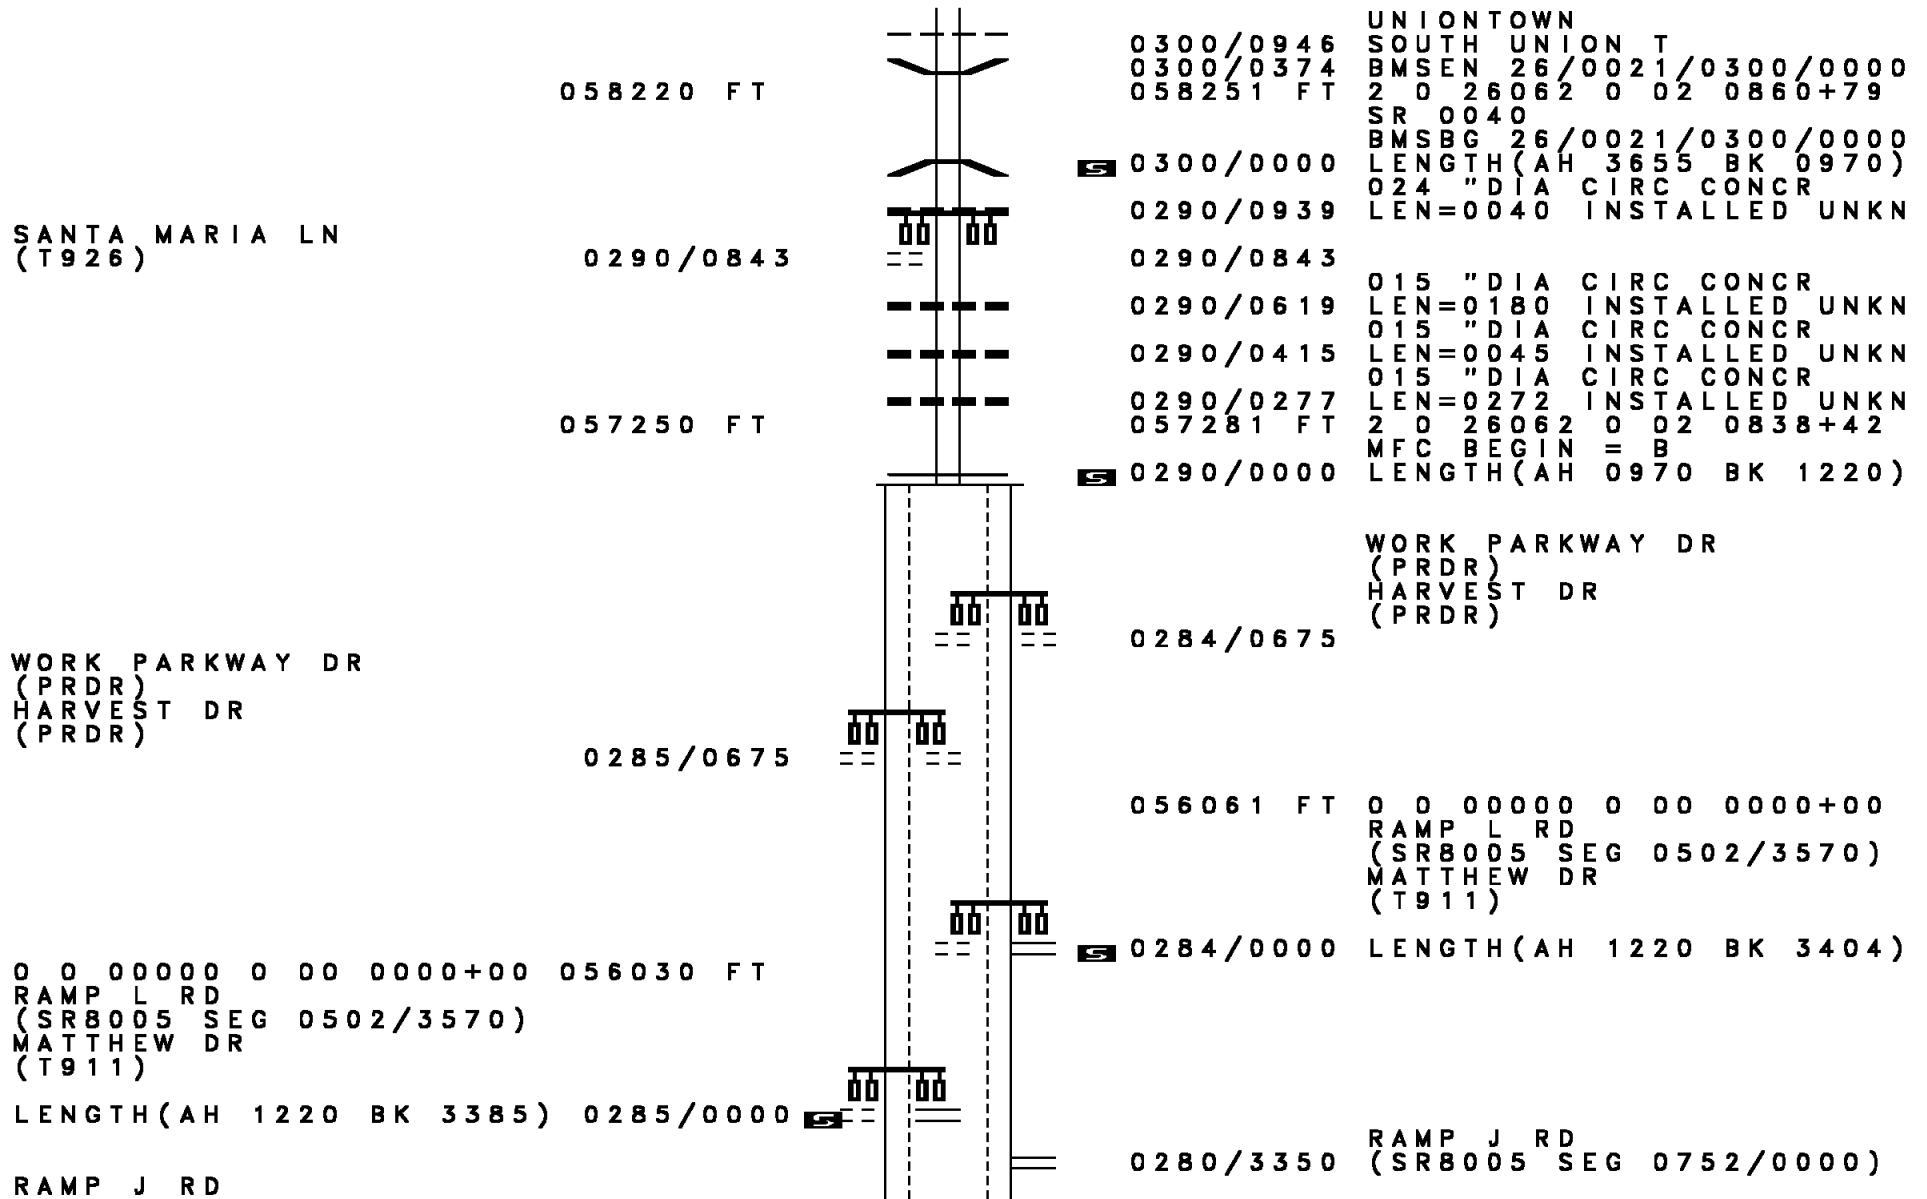 UNIONTOWN
0300/0946 SOUTH UNION T
0300/0374 BMSEN 26/0021/0300/0000
058220 FT 058251 FT 2 0 26062 0 02 0860+79
SR 0040
BMSBG 26/0021/0300/0000
S 0300/0000 LENGTH(AH 3655 BK 0970)
024 "DIA CIRC CONCR
0290/0939 LEN=0040 INSTALLED UNKN
SANTA MARIA LN
(T926) 0290/0843 0290/0843
015 "DIA CIRC CONCR
0290/0619 LEN=0180 INSTALLED UNKN
015 "DIA CIRC CONCR
0290/0415 LEN=0045 INSTALLED UNKN
015 "DIA CIRC CONCR
0290/0277 LEN=0272 INSTALLED UNKN
057250 FT 057281 FT 2 0 26062 0 02 0838+42
MFC BEGIN = B
S 0290/0000 LENGTH(AH 0970 BK 1220)
WORK PARKWAY DR
(PRDR)
HARVEST DR
(PRDR)
0284/0675
WORK PARKWAY DR
(PRDR)
HARVEST DR
(PRDR)
0285/0675
056061 FT 0 0 00000 0 00 0000+00
RAMP L RD
(SR8005 SEG 0502/3570)
MATTHEW DR
(T911)
S 0284/0000 LENGTH(AH 1220 BK 3404)
0 0 00000 0 00 0000+00 056030 FT
RAMP L RD
(SR8005 SEG 0502/3570)
MATTHEW DR
(T911)
LENGTH(AH 1220 BK 3385) 0285/0000 S
RAMP J RD
0280/3350 (SR8005 SEG 0752/0000)
RAMP J RD